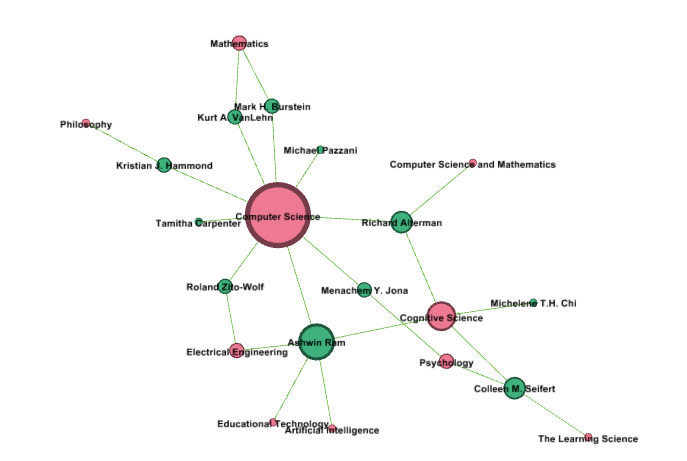 Mathematics
Mark H. Burstein
Kurt A. VanLehn
Philosophy
Michael Pazzani
Kristian J. Hammond
Computer Science and Mathematics
Computer Science
Tamitha Carpenter
Richard Alterman
Roland Zito-Wolf
Menachem Y. Jona
Michelene T.H. Chi
Cognitive Science
Ashwin Ram
Electrical Engineering
Psychology
Colleen M. Seifert
Educational Technology
Artificial Intelligence
The Learning Science